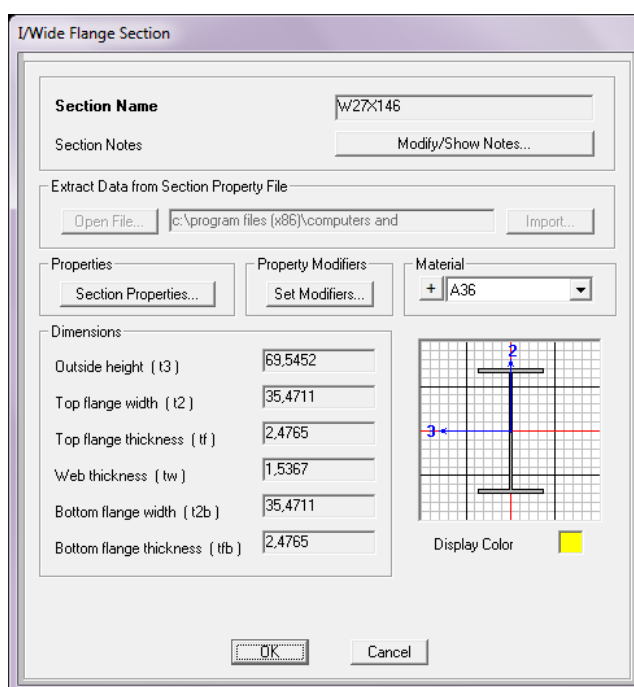 I/Wide Flange Section
Section Name W27X146
Section Notes Modify/Show Notes...
Extract Data from Section Property File
Open File... c:\program files (x86)\computers and Import...
Properties Property Modifiers Material
Section Properties... Set Modifiers... + A36
Dimensions
Outside height ( t3 ) 69,5452
Top flange width ( t2 ) 35,4711
Top flange thickness ( tf ) 2,4765
Web thickness ( tw ) 1,5367
Bottom flange width ( t2b ) 35,4711
Bottom flange thickness ( tfb ) 2,4765
2
3
Display Color
OK Cancel